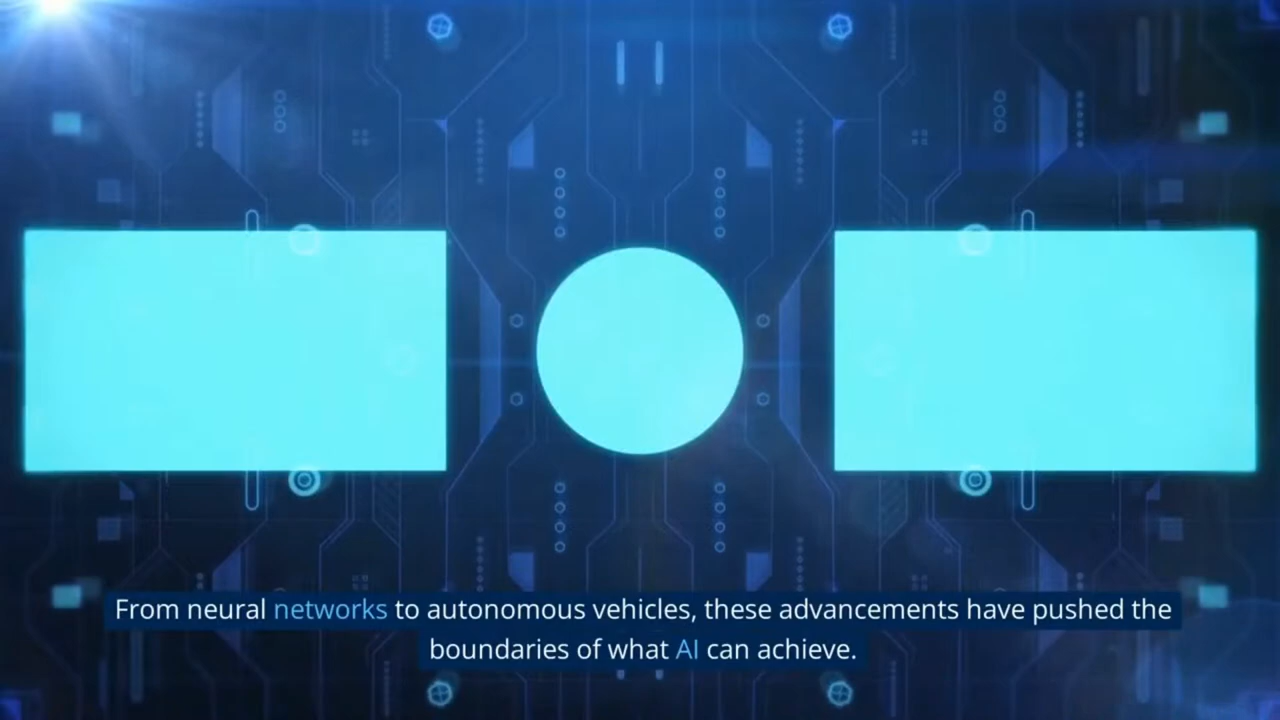 From neural networks to autonomous vehicles, these advancements have pushed the
boundaries of what AI can achieve.